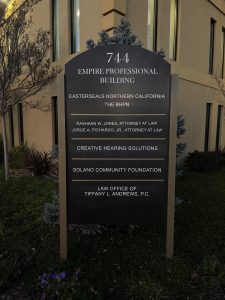 744
EMPIRE PROFESSIONAL
BUILDING
EASTERSEALS NORTHERN CALIFORNIA
THE BHPN
RASHAAN W. JONES, ATTORNEY AT LAW
JORGE A. PICHARDO, JR., ATTORNEY AT LAW
CREATIVE HEARING SOLUTIONS
SOLANO COMMUNITY FOUNDATION
LAW OFFICE OF
TIFFANY L. ANDREWS, P.C.